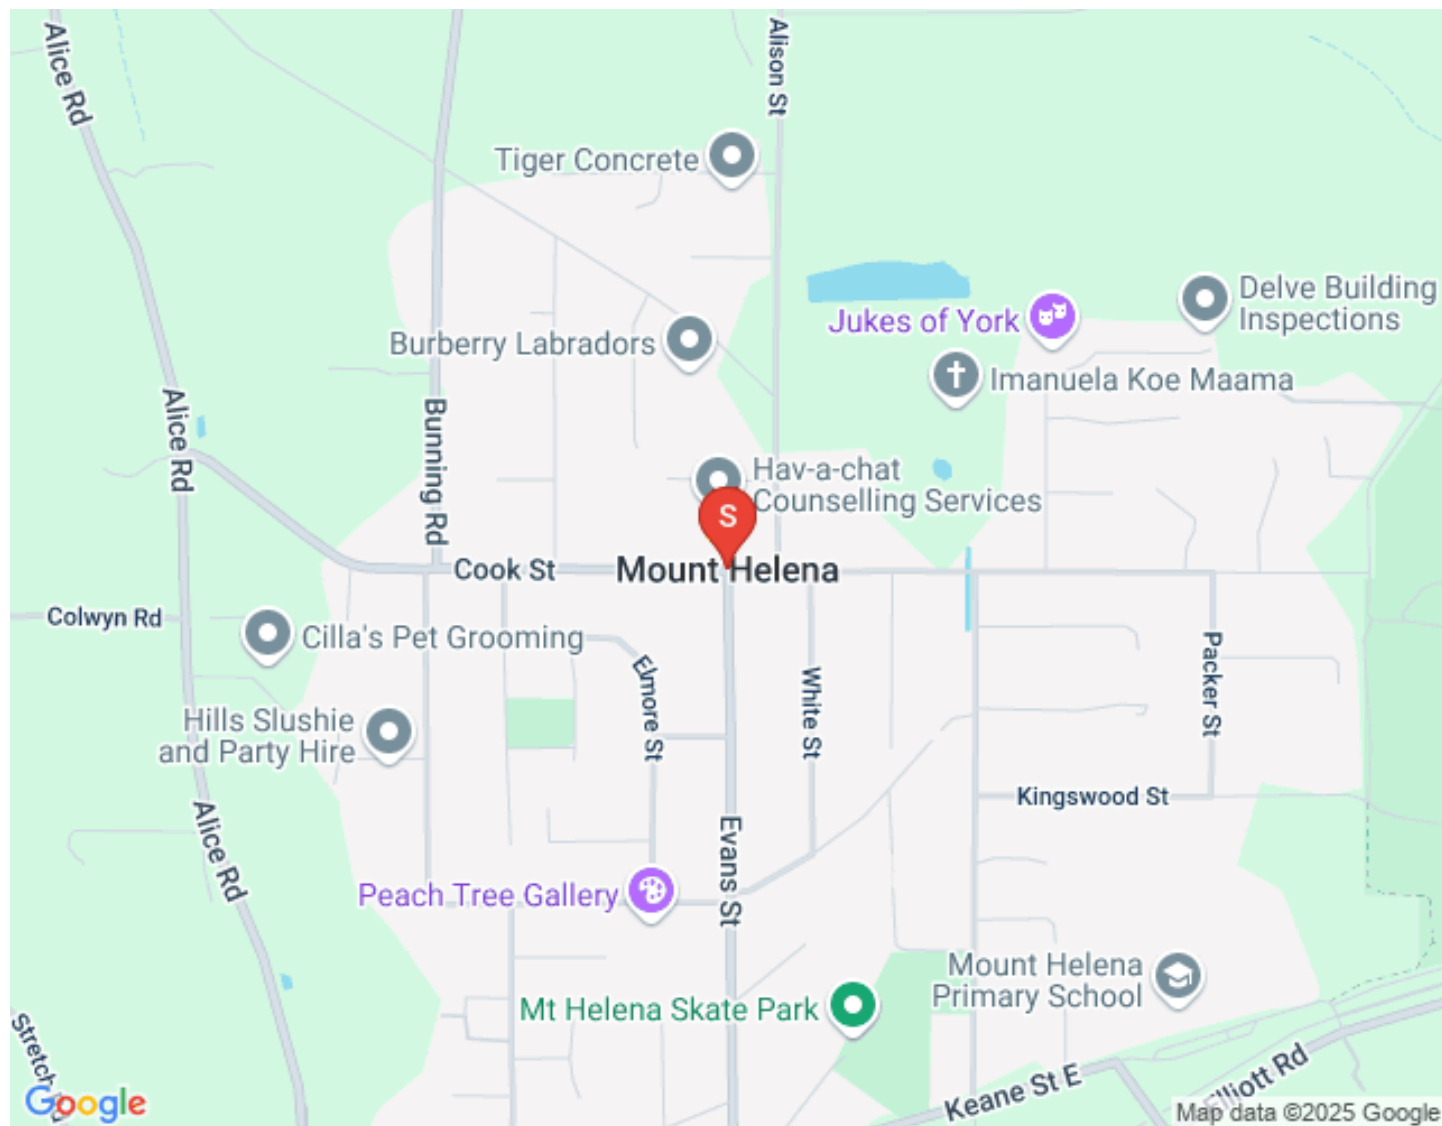 Alice Rd
Alison St
Tiger Concrete
Delve Building
Inspections
Jukes of York
Burberry Labradors
Imanuela Koe Maama
Alice Rd
Bunning Rd
Hav-a-chat
Counselling Services
S
Cook St
Mount Helena
Colwyn Rd
Cilla's Pet Grooming
Elmore St
White St
Packer St
Hills Slushie
and Party Hire
Kingswood St
Alice Rd
Evans St
Peach Tree Gallery
Mount Helena
Primary School
Mt Helena Skate Park
Keane St E
Elliott Rd
Google
Map data ©2025 Google